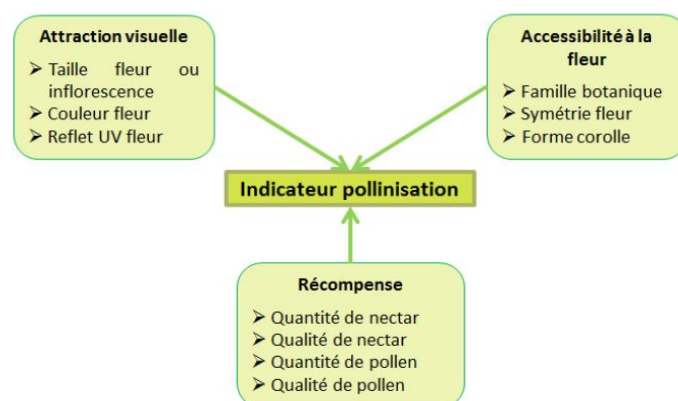 Attraction visuelle
➢ Taille fleur ou
inflorescence
➢ Couleur fleur
➢ Reflet UV fleur
Accessibilité à la
fleur
➢ Famille botanique
➢ Symétrie fleur
➢ Forme corolle
Indicateur pollinisation
Récompense
➢ Quantité de nectar
➢ Qualité de nectar
➢ Quantité de pollen
➢ Qualité de pollen